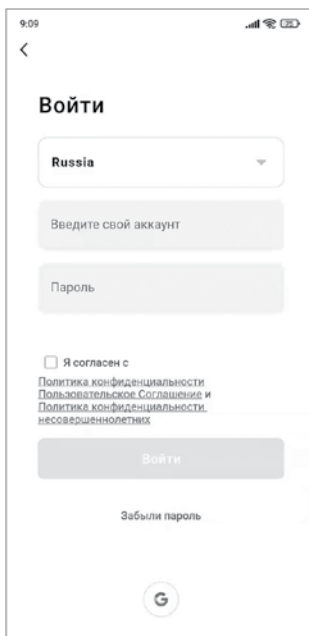 9:09
Войти
Russia
Введите свой аккаунт
Пароль
Я согласен с
Политика конфиденциальности
Пользовательское Соглашение и
Политика конфиденциальности
несовершеннолетних
Войти
Забыли пароль
G